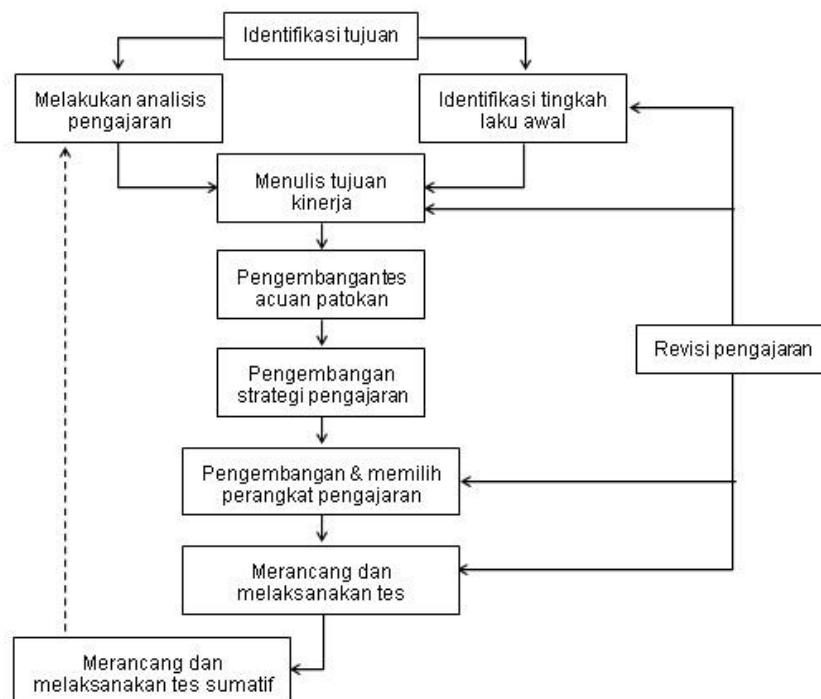 Identifikasi tujuan
Melakukan analisis
pengajaran
Identifikasi tingkah
laku awal
Menulis tujuan
kinerja
Pengembangantes
acuan patokan
Revisi pengajaran
Pengembangan
strategi pengajaran
Pengembangan & memilih
perangkat pengajaran
Merancang dan
melaksanakan tes
Merancang dan
melaksanakan tes sumatif